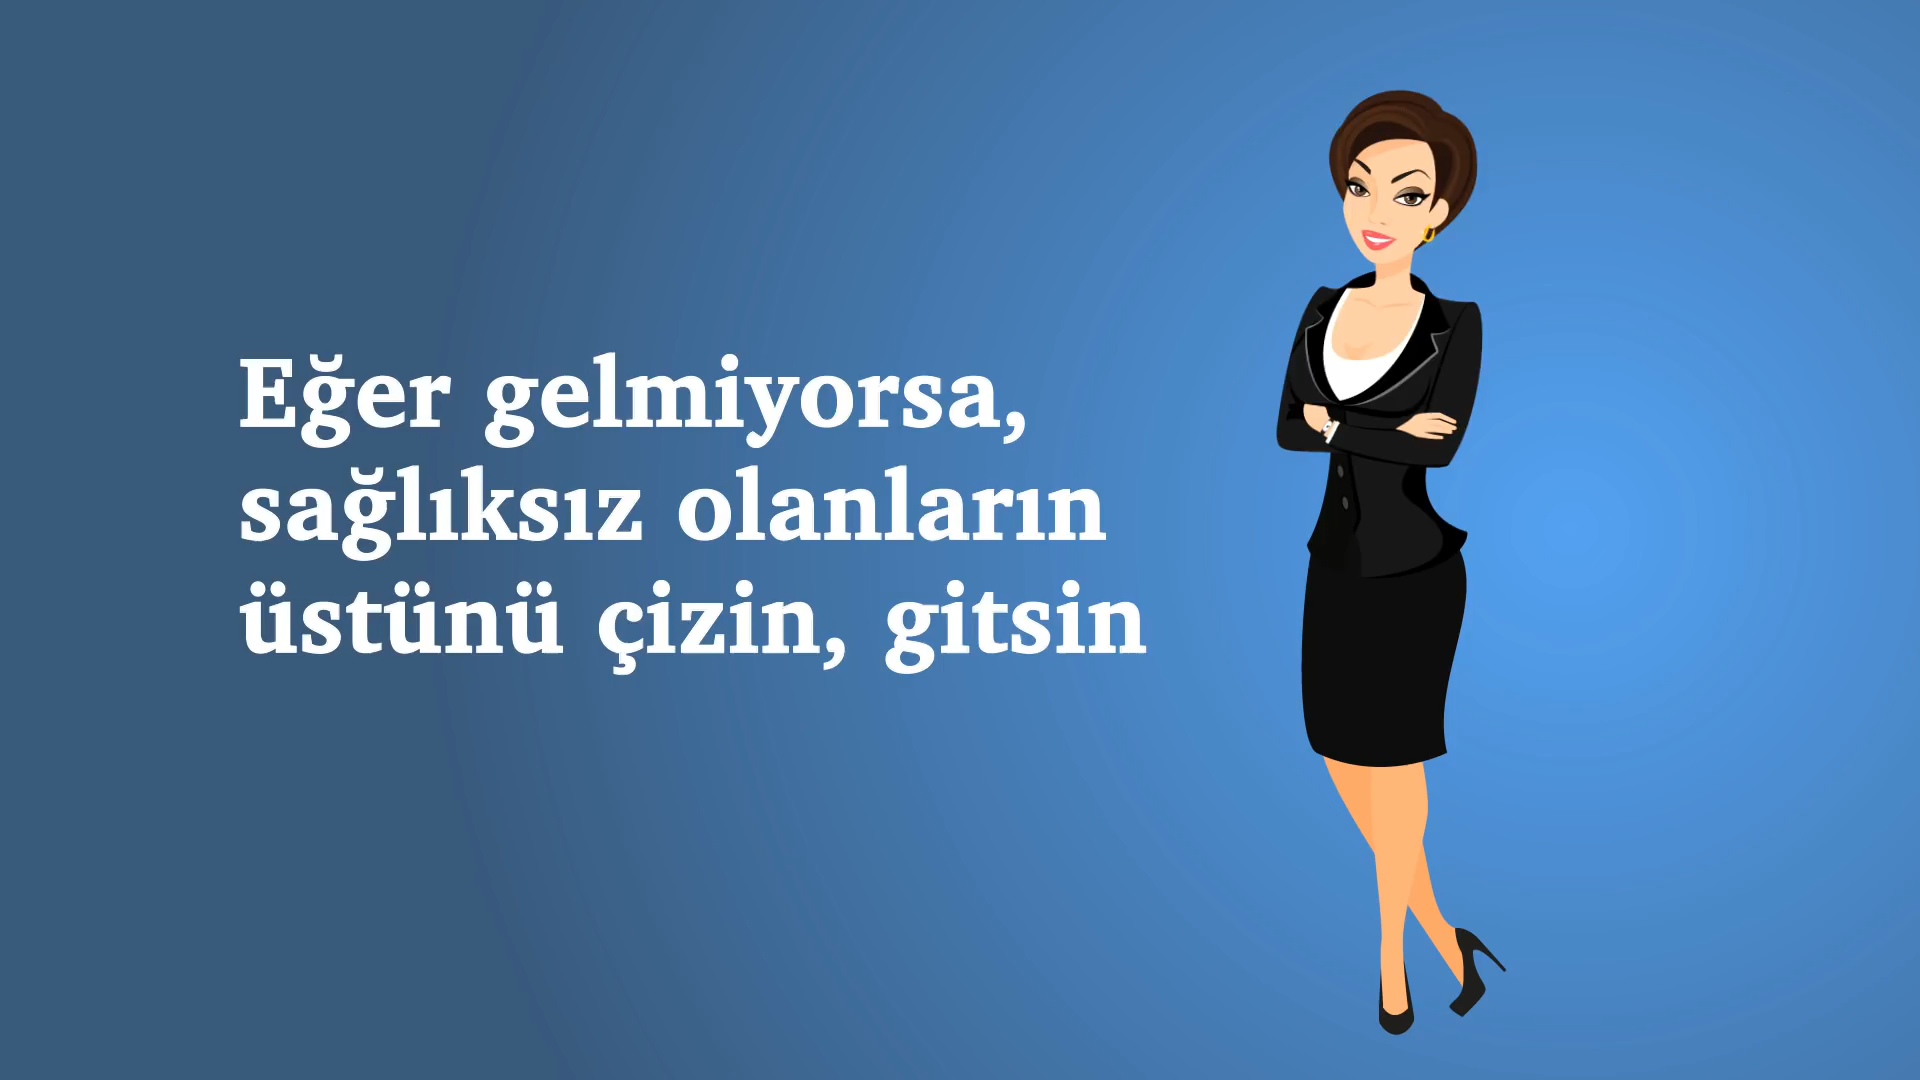 Eğer gelmiyorsa,
sağlıksız olanların
üstünü çizin, gitsin